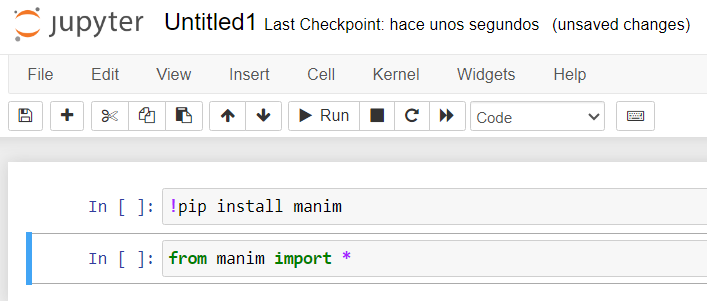 jupyter Untitled1 Last Checkpoint: hace unos segundos (unsaved changes)
File Edit View Insert Cell Kernel Widgets Help
Run Code
In [ ]: !pip install manim
In [ ]: from manim import *